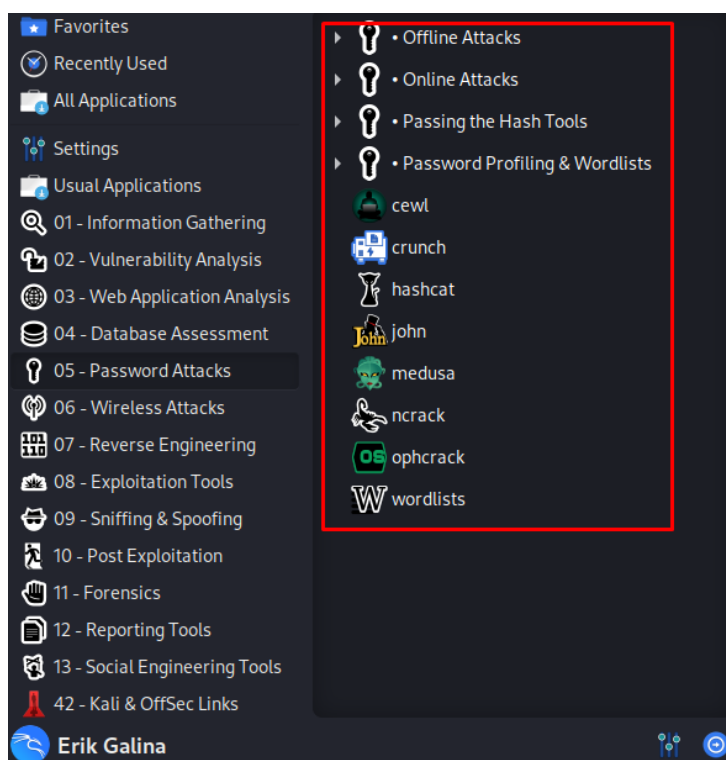 Favorites
Recently Used
All Applications
Settings
Usual Applications
01 - Information Gathering
02 - Vulnerability Analysis
03 - Web Application Analysis
04 - Database Assessment
05 - Password Attacks
06 - Wireless Attacks
07 - Reverse Engineering
08 - Exploitation Tools
09 - Sniffing & Spoofing
10 - Post Exploitation
11 - Forensics
12 - Reporting Tools
13 - Social Engineering Tools
42 - Kali & OffSec Links
Erik Galina
• Offline Attacks
• Online Attacks
• Passing the Hash Tools
• Password Profiling & Wordlists
cewl
crunch
hashcat
John john
medusa
ncrack
OS ophcrack
W wordlists